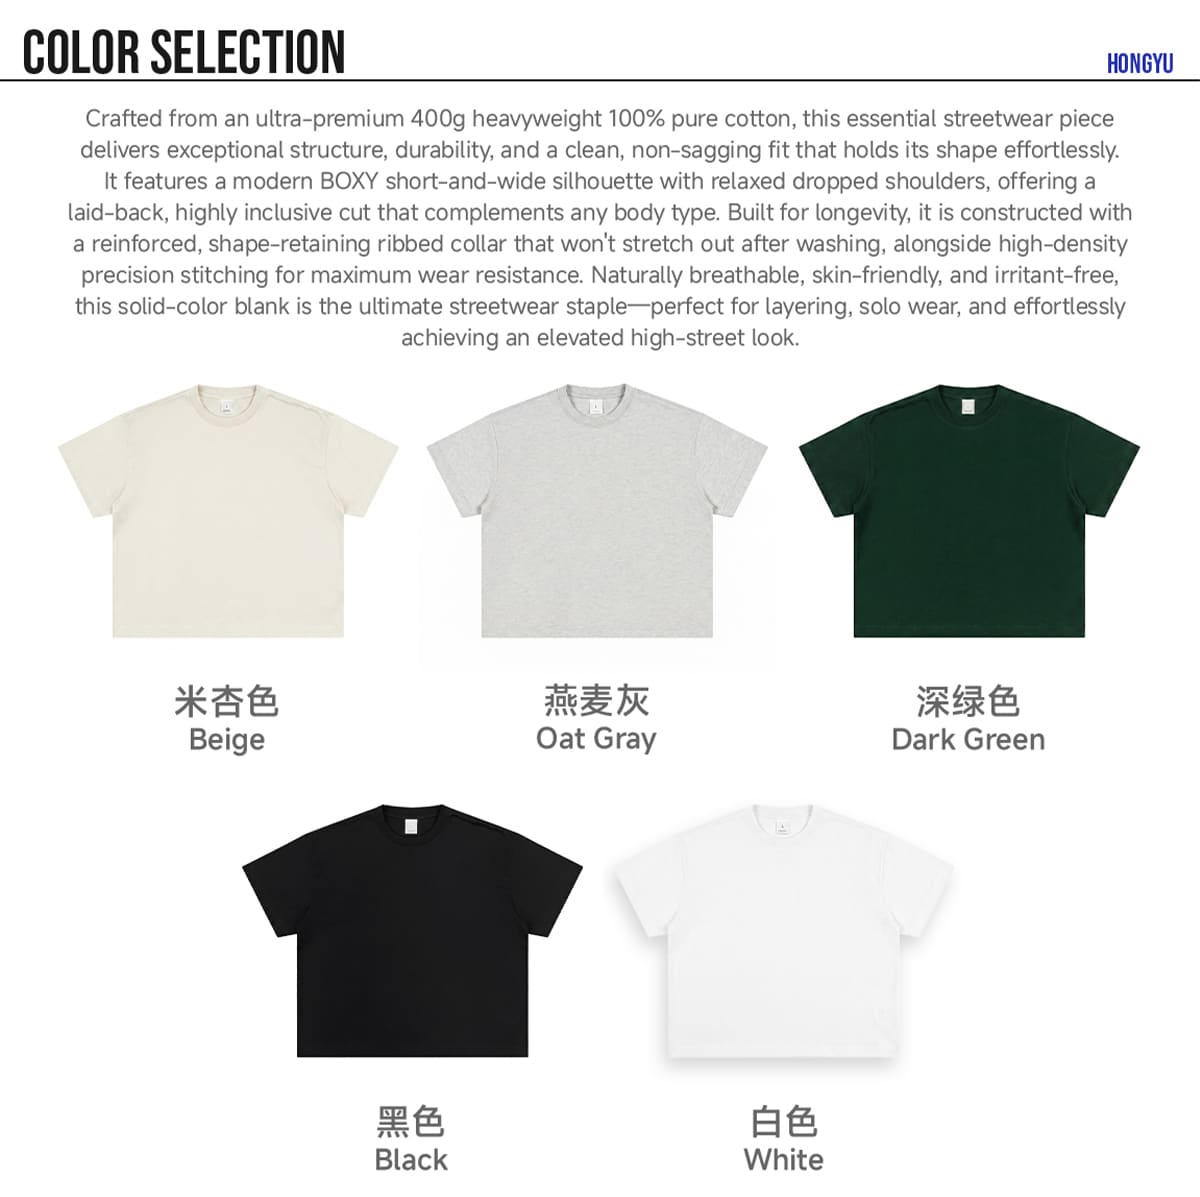 COLOR SELECTION
HONGYU
Crafted from an ultra-premium 400g heavyweight 100% pure cotton, this essential streetwear piece
delivers exceptional structure, durability, and a clean, non-sagging fit that holds its shape effortlessly.
It features a modern BOXY short-and-wide silhouette with relaxed dropped shoulders, offering a
laid-back, highly inclusive cut that complements any body type. Built for longevity, it is constructed with
a reinforced, shape-retaining ribbed collar that won't stretch out after washing, alongside high-density
precision stitching for maximum wear resistance. Naturally breathable, skin-friendly, and irritant-free,
this solid-color blank is the ultimate streetwear staple—perfect for layering, solo wear, and effortlessly
achieving an elevated high-street look.
米杏色
Beige
燕麦灰
Oat Gray
深绿色
Dark Green
黑色
Black
白色
White